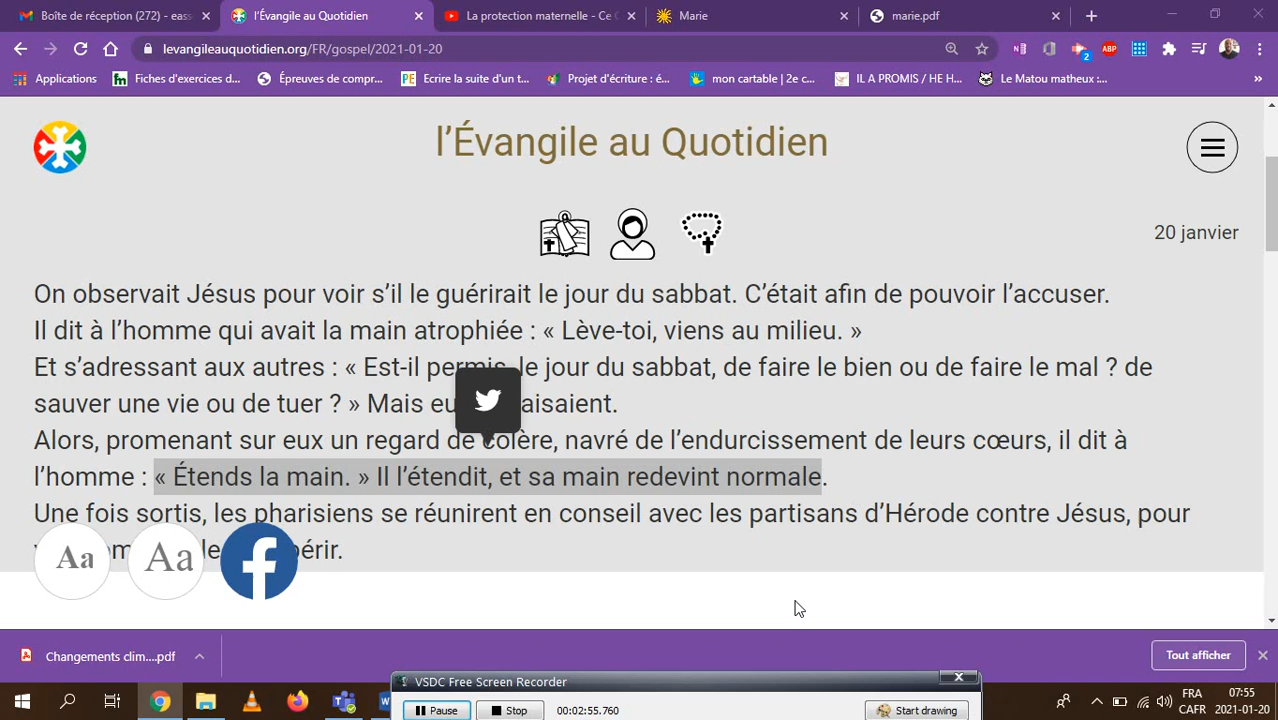 Boîte de réception (272) - eass
l'Évangile au Quotidien
La protection maternelle - Ce C
Marie
marie.pdf
levangileauquotidien.org/FR/gospel/2021-01-20
ABP
2
Applications
fn Fiches d'exercices d...
Épreuves de compr...
PE Ecrire la suite d'un t...
Projet d'écriture : é...
mon cartable | 2e c...
IL A PROMIS / HE H...
Le Matou matheux :...
»
l'Évangile au Quotidien
20 janvier
On observait Jésus pour voir s'il le guérirait le jour du sabbat. C'était afin de pouvoir l'accuser.
Il dit à l'homme qui avait la main atrophiée : « Lève-toi, viens au milieu. »
Et s'adressant aux autres : « Est-il permis, le jour du sabbat, de faire le bien ou de faire le mal ? de
sauver une vie ou de tuer ? » Mais eu aisaient.
Alors, promenant sur eux un regard de colère, navré de l'endurcissement de leurs cœurs, il dit à
l'homme : « Étends la main. » Il l'étendit, et sa main redevint normale.
Une fois sortis, les pharisiens se réunirent en conseil avec les partisans d'Hérode contre Jésus, pour
périr.
Aa Aa f
Changements clim....pdf
Tout afficher
VSDC Free Screen Recorder
Pause
Stop
00:02:55.760
Start drawing
FRA
CAFR
07:55
2021-01-20